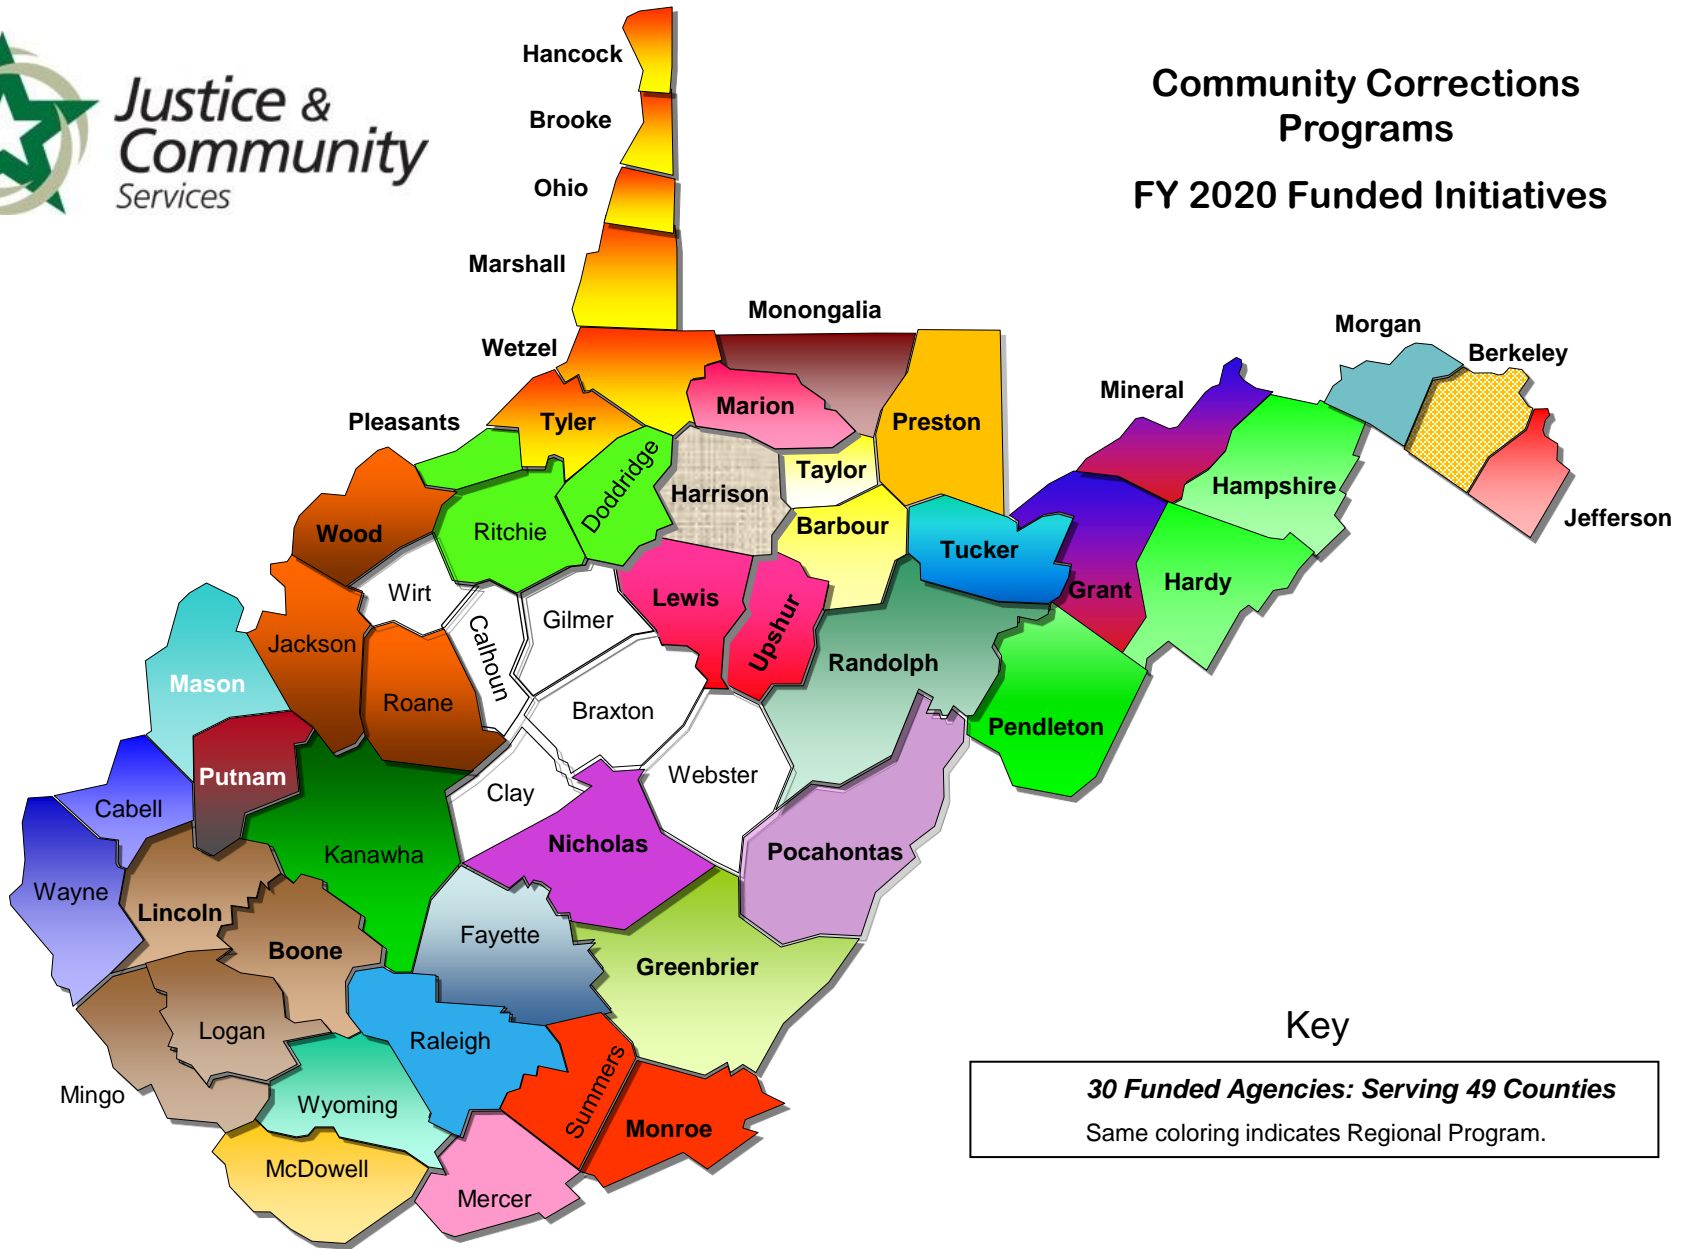 Justice &
Community
Services
Community Corrections
Programs
FY 2020 Funded Initiatives
Hancock
Brooke
Ohio
Marshall
Monongalia
Wetzel
Morgan
Berkeley
Mineral
Pleasants
Tyler
Marion
Preston
Doddridge
Taylor
Harrison
Hampshire
Jefferson
Wood
Ritchie
Barbour
Tucker
Wirt
Grant
Hardy
Lewis
Gilmer
Calhoun
Upshur
Jackson
Randolph
Mason
Roane
Braxton
Pendleton
Putnam
Webster
Clay
Cabell
Kanawha
Nicholas
Pocahontas
Wayne
Lincoln
Boone
Fayette
Greenbrier
Logan
Raleigh
Summers
Mingo
Wyoming
Monroe
McDowell
Mercer
Key
30 Funded Agencies: Serving 49 Counties
Same coloring indicates Regional Program.